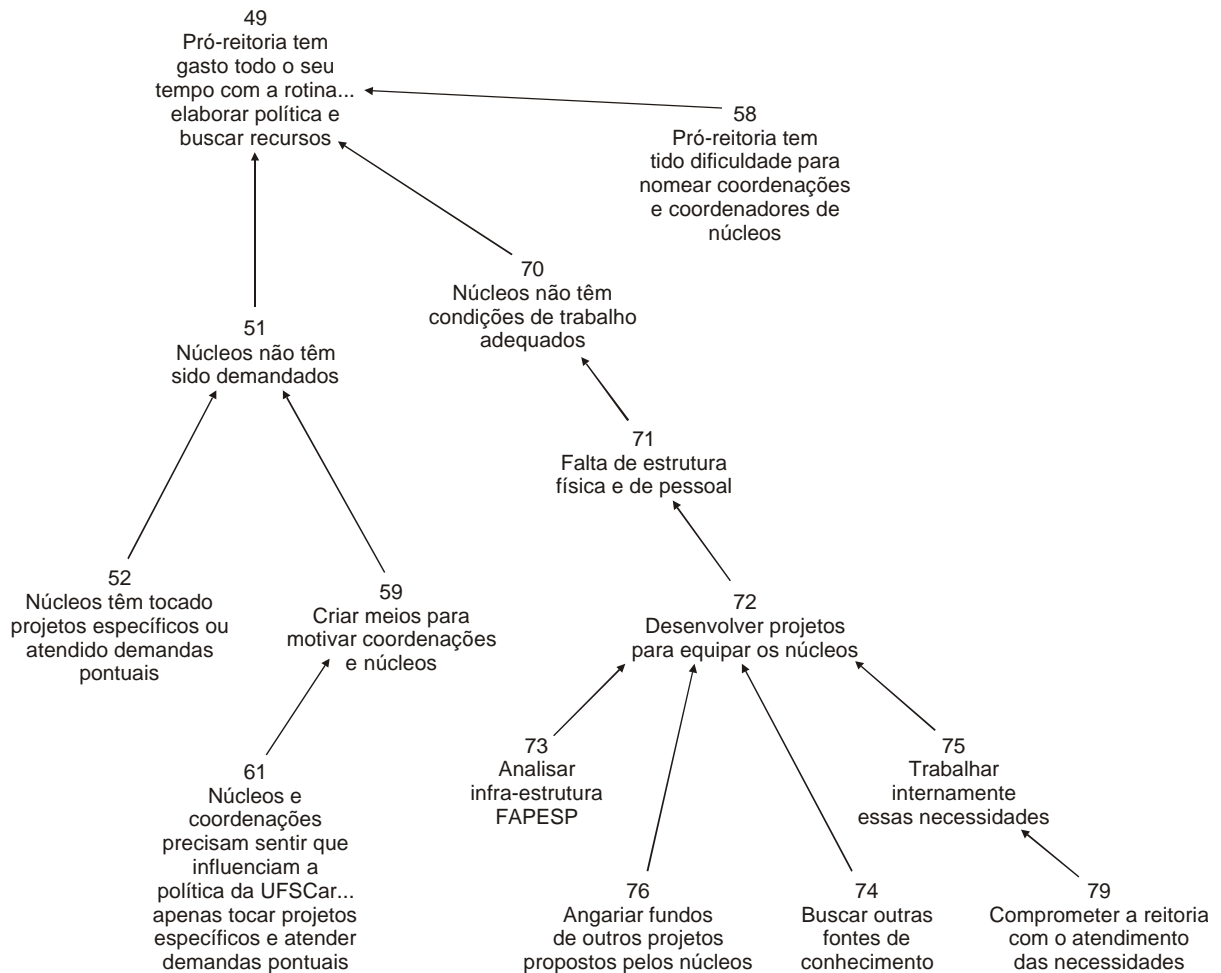 49
Pró-reitoria tem
gasto todo o seu
tempo com a rotina...
elaborar política e
buscar recursos
58
Pró-reitoria tem
tido dificuldade para
nomear coordenações
e coordenadores de
núcleos
70
Núcleos não têm
condições de trabalho
adequados
51
Núcleos não têm
sido demandados
71
Falta de estrutura
física e de pessoal
52
Núcleos têm tocado
projetos específicos ou
atendido demandas
pontuais
59
Criar meios para
motivar coordenações
e núcleos
72
Desenvolver projetos
para equipar os núcleos
73
Analisar
infra-estrutura
FAPESP
75
Trabalhar
internamente
essas necessidades
61
Núcleos e
coordenações
precisam sentir que
influenciam a
política da UFSCar...
apenas tocar projetos
específicos e atender
demandas pontuais
76
Angariar fundos
de outros projetos
propostos pelos núcleos
74
Buscar outras
fontes de
conhecimento
79
Comprometer a reitoria
com o atendimento
das necessidades